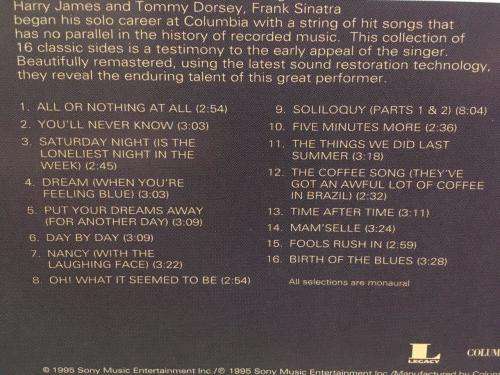 Harry James and Tommy Dorsey, Frank Sinatra
began his solo career at Columbia with a string of hit songs that
has no parallel in the history of recorded music. This collection of
16 classic sides is a testimony to the early appeal of the singer.
Beautifully remastered, using the latest sound restoration technology,
they reveal the enduring talent of this great performer.
1. ALL OR NOTHING AT ALL (2:54)
2. YOU'LL NEVER KNOW (3:03)
3. SATURDAY NIGHT (IS THE
LONELIEST NIGHT IN THE
WEEK) (2:45)
4. DREAM (WHEN YOU'RE
FEELING BLUE) (3:03)
5. PUT YOUR DREAMS AWAY
(FOR ANOTHER DAY) (3:09)
6. DAY BY DAY (3:09)
7. NANCY (WITH THE
LAUGHING FACE) (3:22)
8. OH! WHAT IT SEEMED TO BE (2:54)
9. SOLILOQUY (PARTS 1 & 2) (8:04)
10. FIVE MINUTES MORE (2:36)
11. THE THINGS WE DID LAST
SUMMER (3:18)
12. THE COFFEE SONG (THEY'VE
GOT AN AWFUL LOT OF COFFEE
IN BRAZIL) (2:32)
13. TIME AFTER TIME (3:11)
14. MAM'SELLE (3:24)
15. FOOLS RUSH IN (2:59)
16. BIRTH OF THE BLUES (3:28)
All selections are monaural
L
LEGACY
COLUM
© 1995 Sony Music Entertainment Inc./℗ 1995 Sony Music Entertainment Inc./Manufactured by Colum